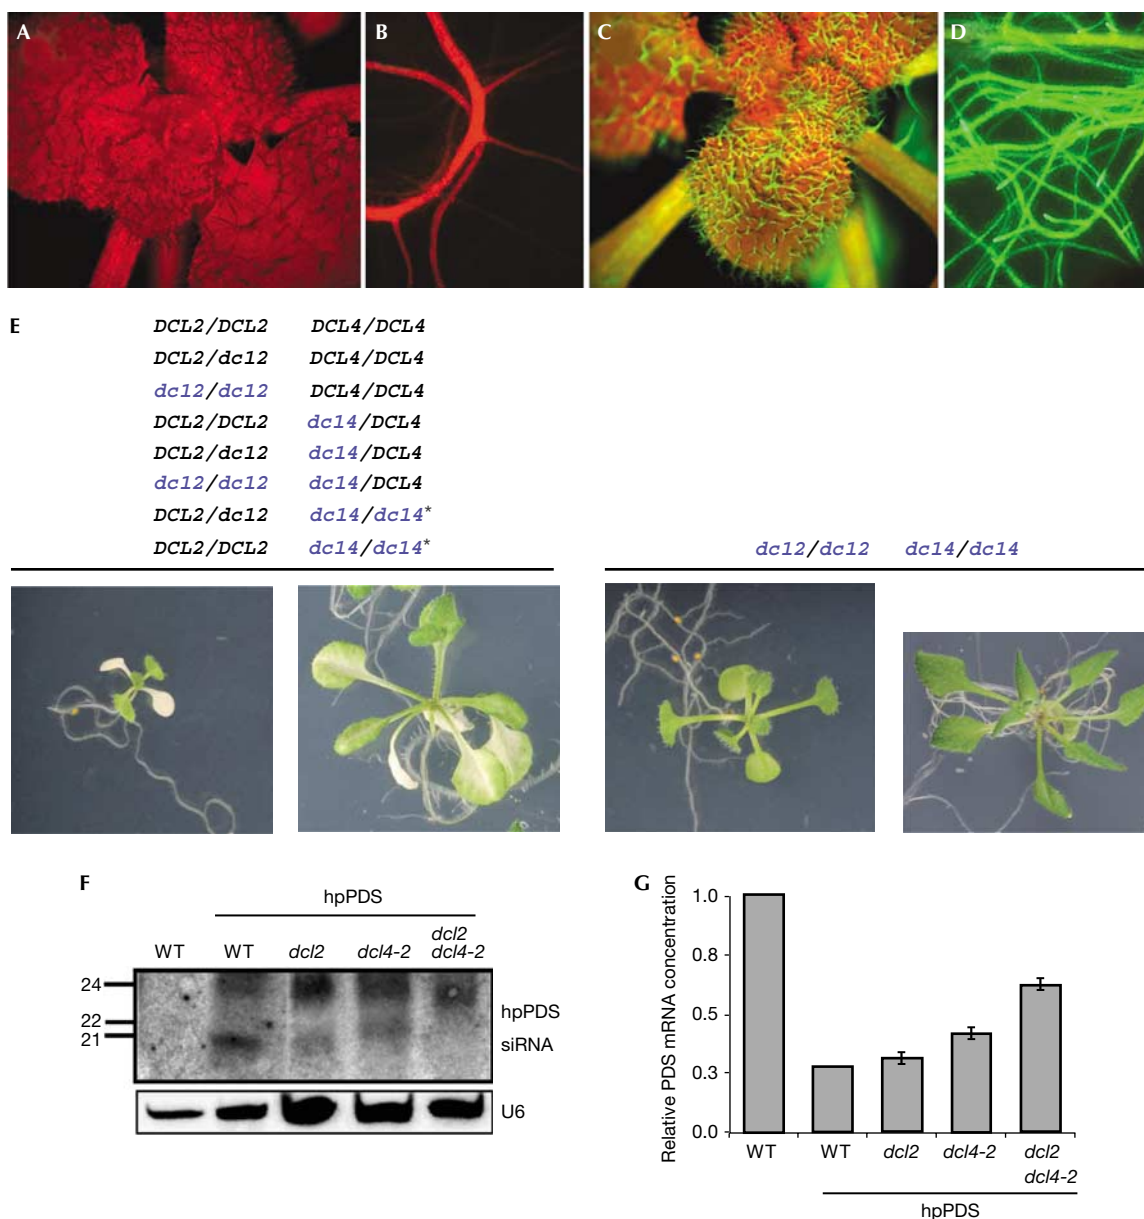 A B C D
E
DCL2/DCL2 DCL4/DCL4
DCL2/dc12 DCL4/DCL4
dc12/dc12 DCL4/DCL4
DCL2/DCL2 dc14/DCL4
DCL2/dc12 dc14/DCL4
dc12/dc12 dc14/DCL4
DCL2/dc12 dc14/dc14*
DCL2/DCL2 dc14/dc14*
dc12/dc12 dc14/dc14
F
hpPDS
WT WT dcl2 dcl4-2 dcl2
dcl4-2
24
22
21
hpPDS
siRNA
U6
G
Relative PDS mRNA concentration
1.0
0.8
0.5
0.3
0.0
WT WT dcl2 dcl4-2 dcl2
dcl4-2
hpPDS